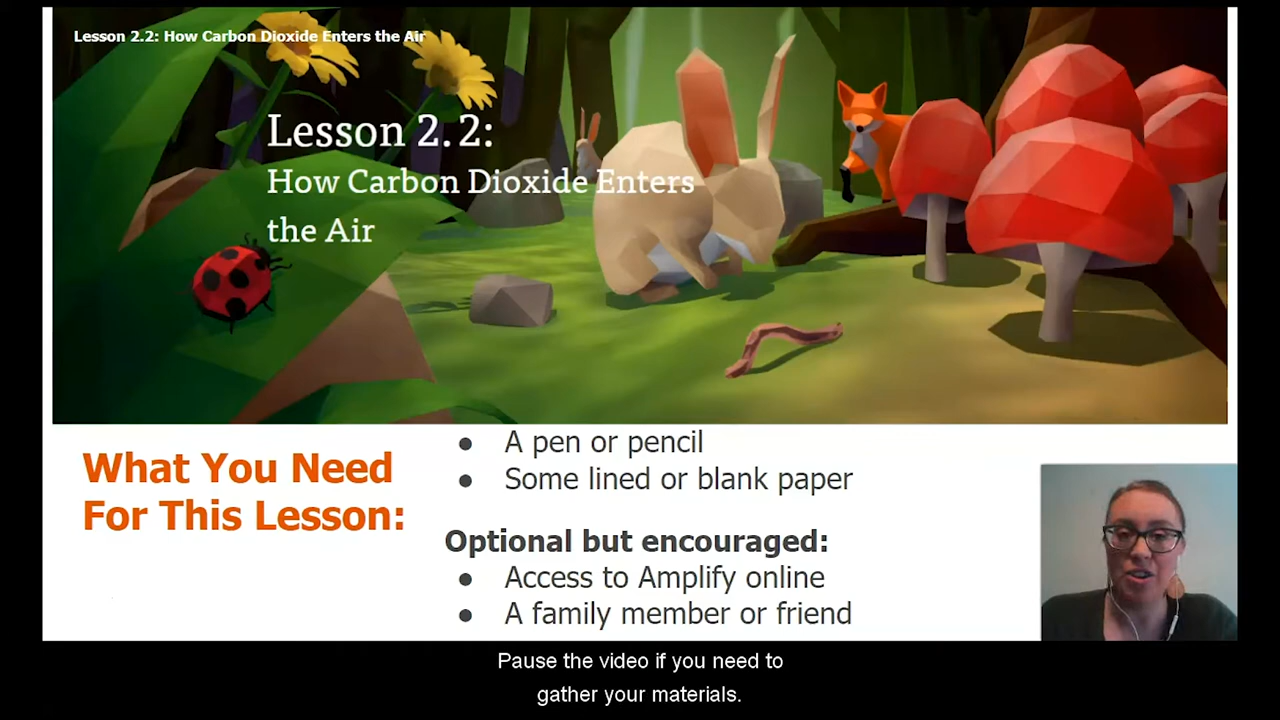 Lesson 2.2: How Carbon Dioxide Enters the Air
Lesson 2.2:
How Carbon Dioxide Enters
the Air
What You Need
For This Lesson:
● A pen or pencil
● Some lined or blank paper
Optional but encouraged:
● Access to Amplify online
● A family member or friend
Pause the video if you need to
gather your materials.